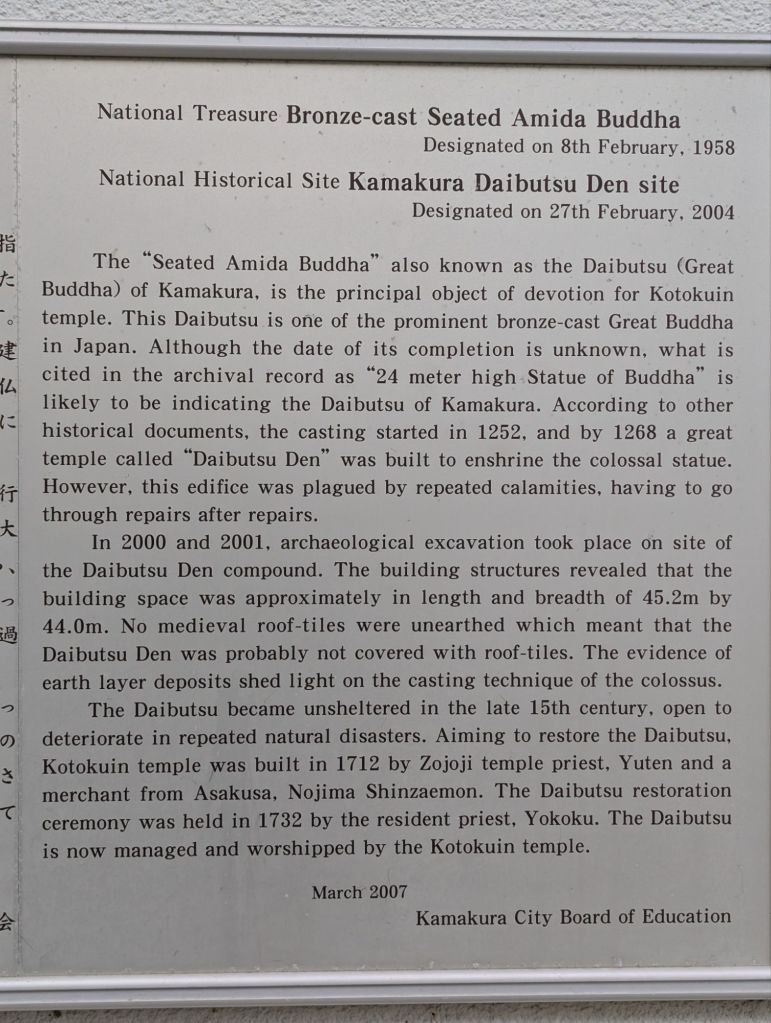 National Treasure Bronze-cast Seated Amida Buddha
Designated on 8th February, 1958
National Historical Site Kamakura Daibutsu Den site
Designated on 27th February, 2004
The “Seated Amida Buddha” also known as the Daibutsu (Great
Buddha) of Kamakura, is the principal object of devotion for Kotokuin
temple. This Daibutsu is one of the prominent bronze-cast Great Buddha
in Japan. Although the date of its completion is unknown, what is
cited in the archival record as “24 meter high Statue of Buddha” is
likely to be indicating the Daibutsu of Kamakura. According to other
historical documents, the casting started in 1252, and by 1268 a great
temple called “Daibutsu Den” was built to enshrine the colossal statue.
However, this edifice was plagued by repeated calamities, having to go
through repairs after repairs.
In 2000 and 2001, archaeological excavation took place on site of
the Daibutsu Den compound. The building structures revealed that the
building space was approximately in length and breadth of 45.2m by
44.0m. No medieval roof-tiles were unearthed which meant that the
Daibutsu Den was probably not covered with roof-tiles. The evidence of
earth layer deposits shed light on the casting technique of the colossus.
The Daibutsu became unsheltered in the late 15th century, open to
deteriorate in repeated natural disasters. Aiming to restore the Daibutsu,
Kotokuin temple was built in 1712 by Zojoji temple priest, Yuten and a
merchant from Asakusa, Nojima Shinzaemon. The Daibutsu restoration
ceremony was held in 1732 by the resident priest, Yokoku. The Daibutsu
is now managed and worshipped by the Kotokuin temple.
March 2007
Kamakura City Board of Education